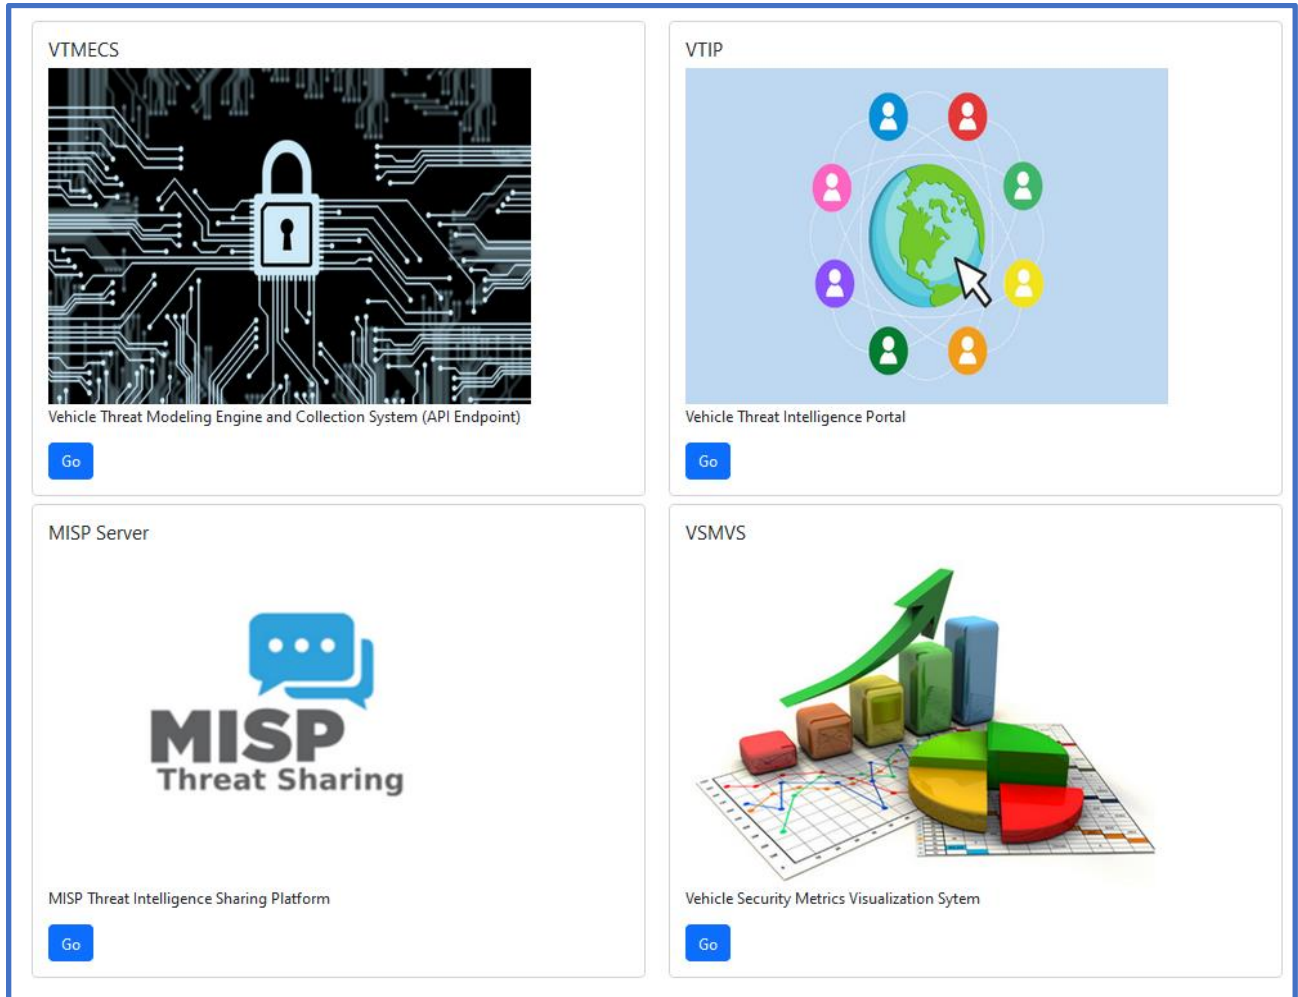 VTMECS
Vehicle Threat Modeling Engine and Collection System (API Endpoint)
Go
VTIP
Vehicle Threat Intelligence Portal
Go
MISP Server
MISP
Threat Sharing
MISP Threat Intelligence Sharing Platform
Go
VSMVS
Vehicle Security Metrics Visualization Sytem
Go